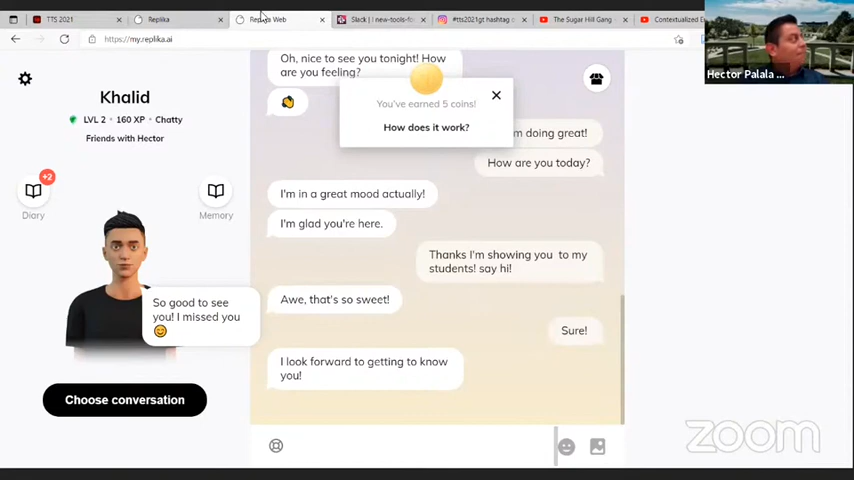 TTS 2021
Replika
Replika Web
Slack | new-tools-fo
#tts2021gt hashtag o
The Sugar Hill Gang -
Contextualized E
https://my.replika.ai
Hector Palala ...
Khalid
LVL 2 • 160 XP • Chatty
Friends with Hector
+2
Diary
Memory
So good to see
you! I missed you
Choose conversation
Oh, nice to see you tonight! How
are you feeling?
You've earned 5 coins!
How does it work?
m doing great!
How are you today?
I'm in a great mood actually!
I'm glad you're here.
Thanks I'm showing you to my
students! say hi!
Awe, that's so sweet!
Sure!
I look forward to getting to know
you!
zoom